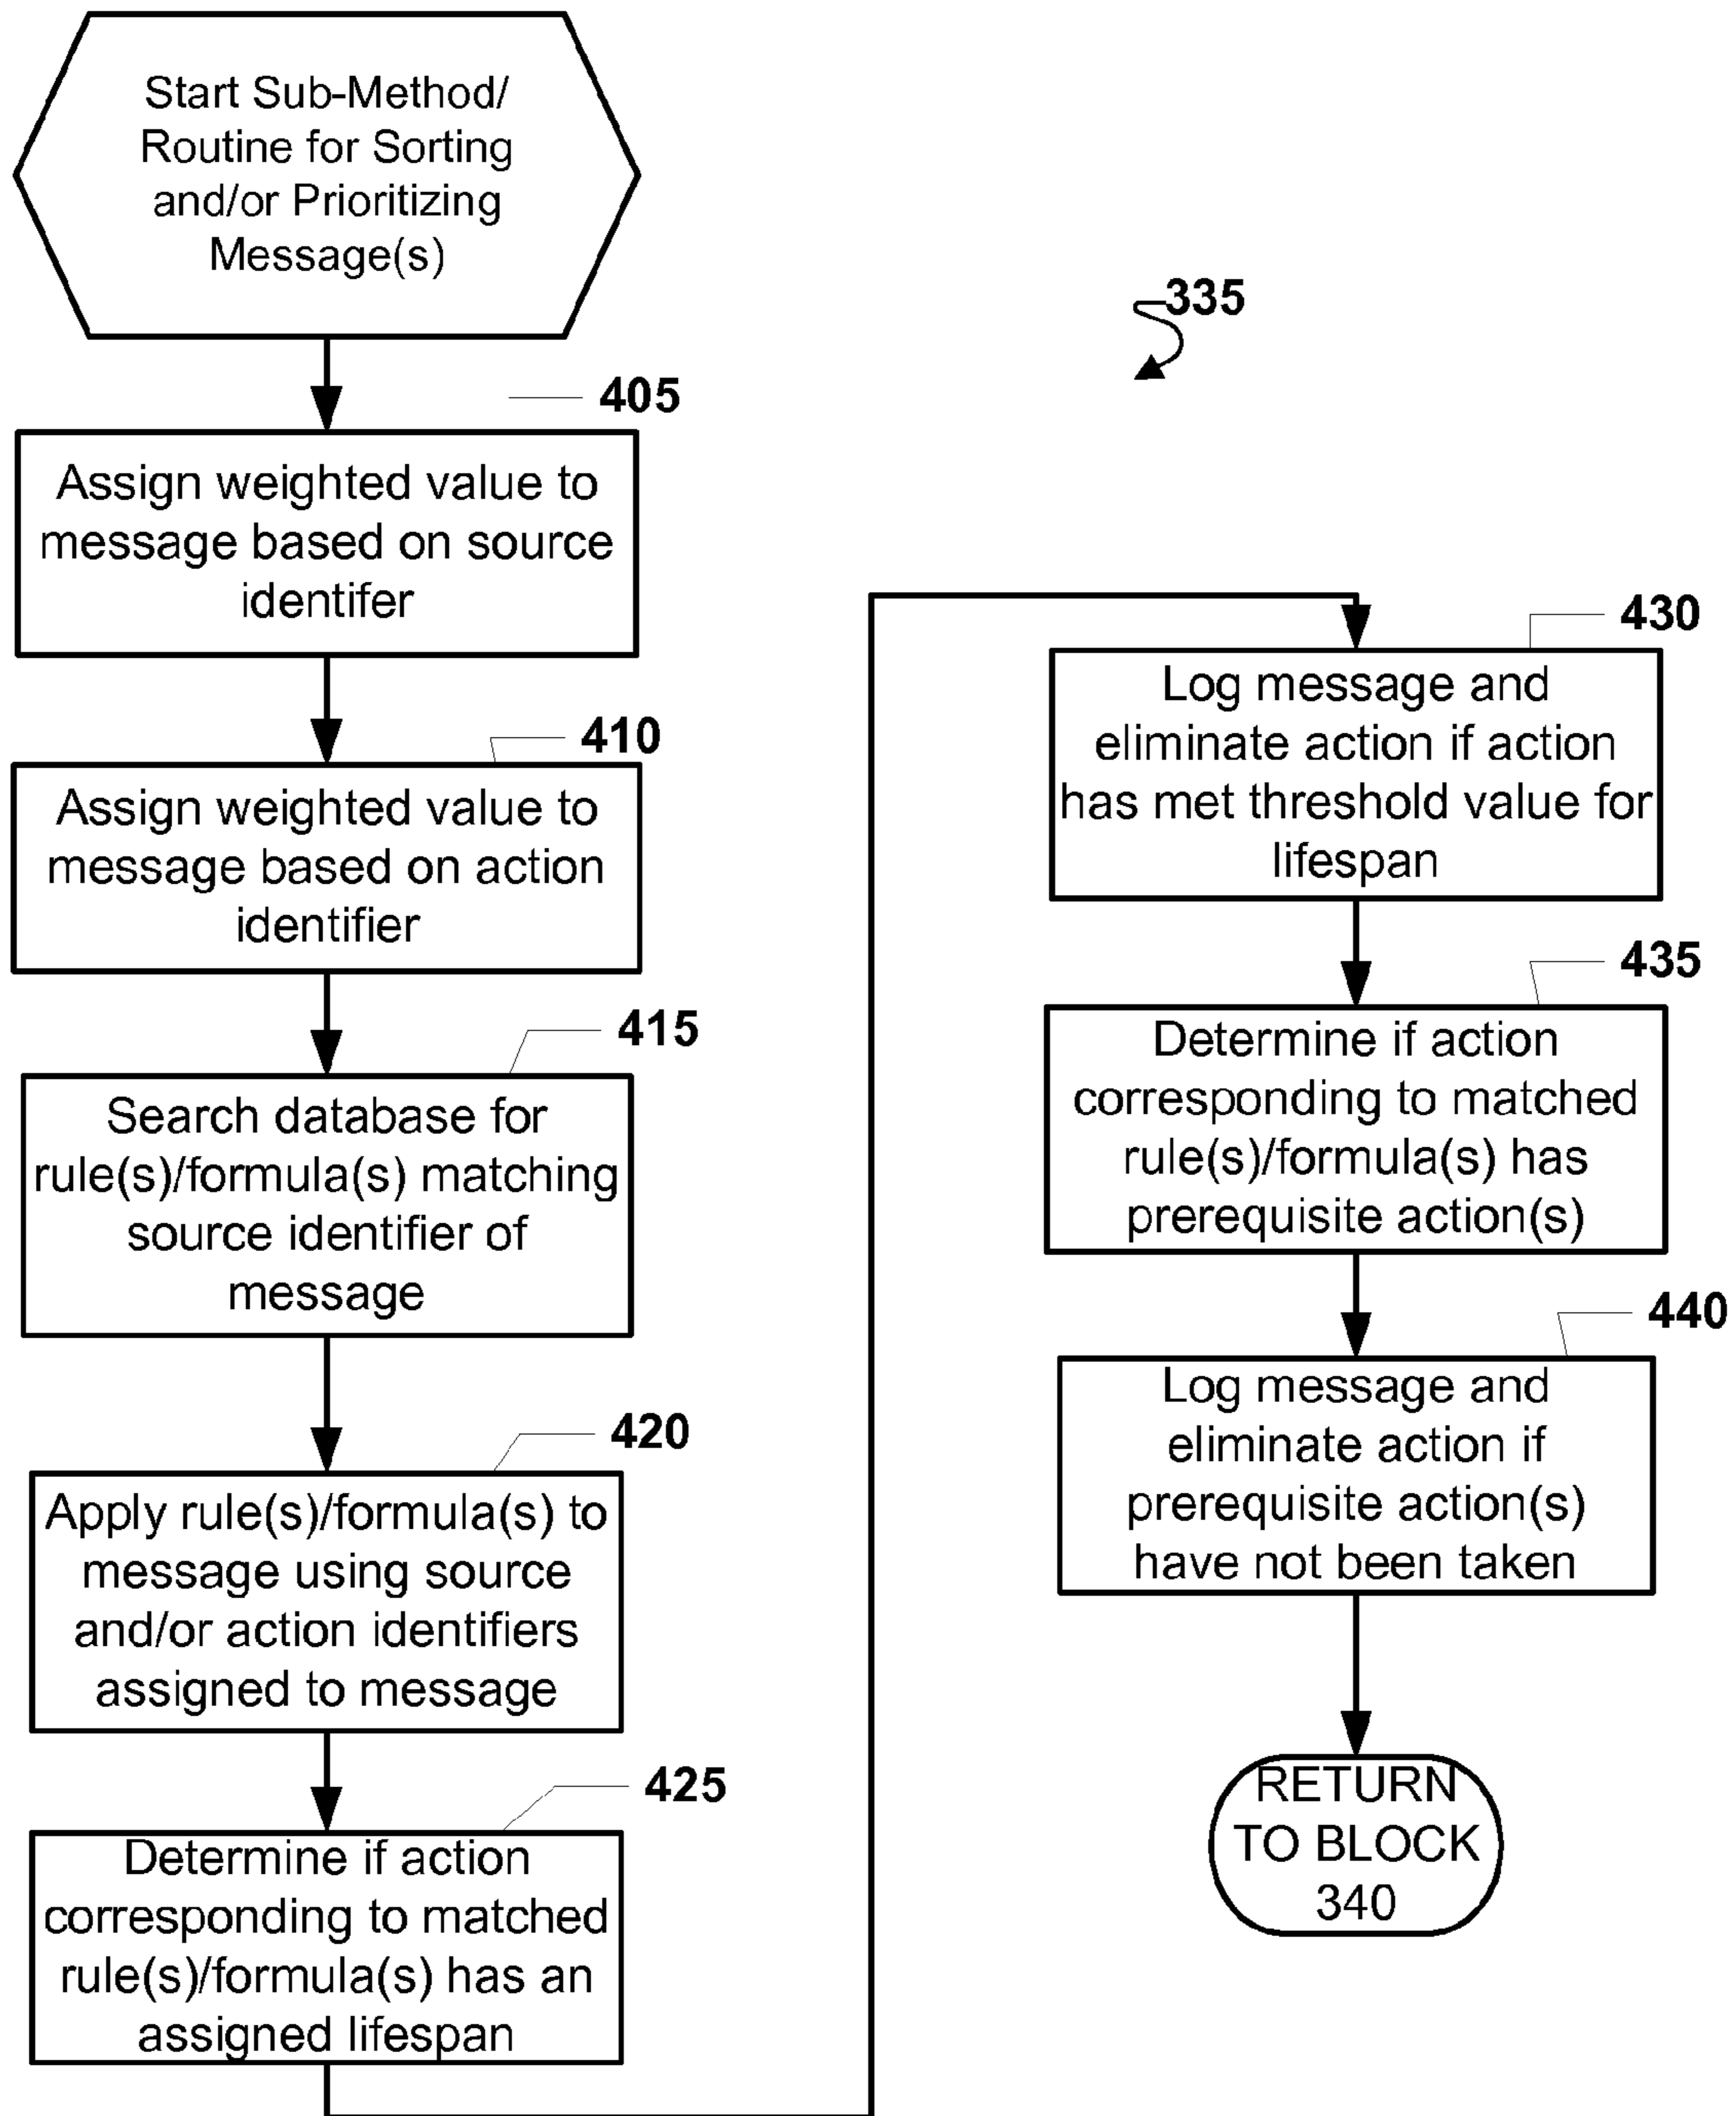 Start Sub-Method/
Routine for Sorting
and/or Prioritizing
Message(s)
335
405
Assign weighted value to
message based on source
identifer
410
Assign weighted value to
message based on action
identifier
415
Search database for
rule(s)/formula(s) matching
source identifier of
message
420
Apply rule(s)/formula(s) to
message using source
and/or action identifiers
assigned to message
425
Determine if action
corresponding to matched
rule(s)/formula(s) has an
assigned lifespan
430
Log message and
eliminate action if action
has met threshold value for
lifespan
435
Determine if action
corresponding to matched
rule(s)/formula(s) has
prerequisite action(s)
440
Log message and
eliminate action if
prerequisite action(s)
have not been taken
RETURN
TO BLOCK
340